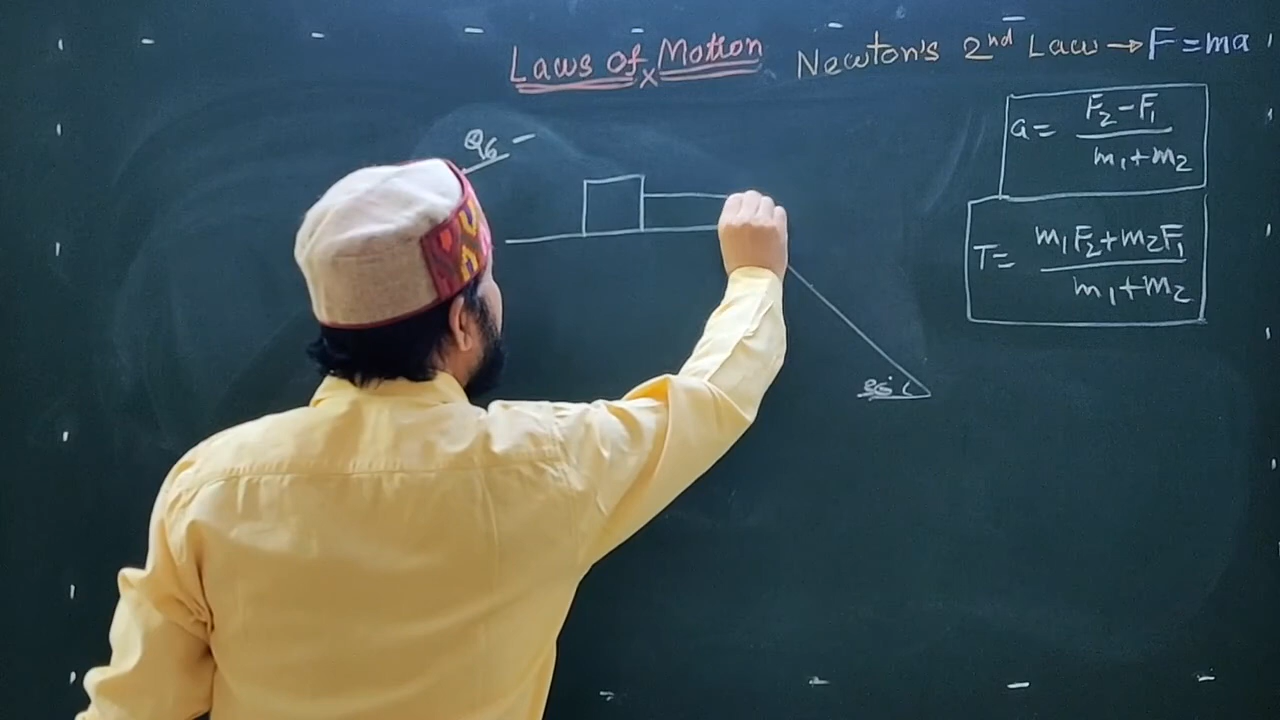 Laws of Motion
Newton's 2nd Law → F = ma
Q6 -
a = F₂ - F₁ / m₁ + m₂
T = m₁F₂ + m₂F₁ / m₁ + m₂